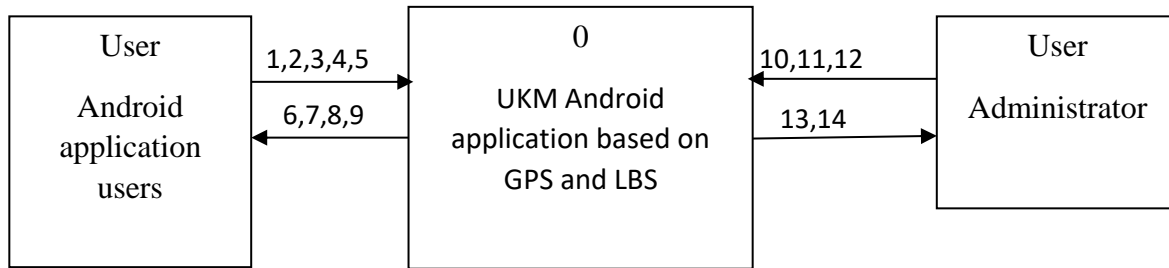 User
Android
application
users
1,2,3,4,5
6,7,8,9
0
UKM Android
application based on
GPS and LBS
10,11,12
13,14
User
Administrator